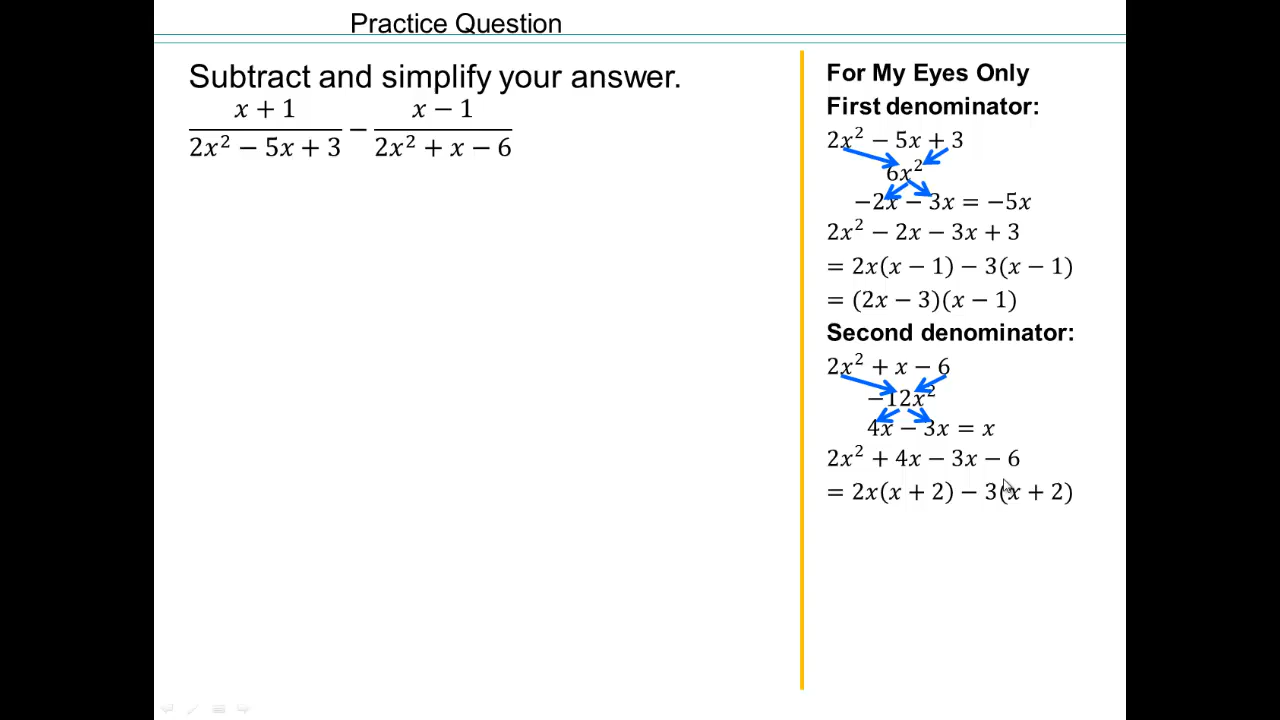 Practice Question
Subtract and simplify your answer.
x + 1 / 2x² − 5x + 3 − x − 1 / 2x² + x − 6
For My Eyes Only
First denominator:
2x² − 5x + 3
6x²
−2x − 3x = −5x
2x² − 2x − 3x + 3
= 2x(x − 1) − 3(x − 1)
= (2x − 3)(x − 1)
Second denominator:
2x² + x − 6
−12x²
4x − 3x = x
2x² + 4x − 3x − 6
= 2x(x + 2) − 3(x + 2)